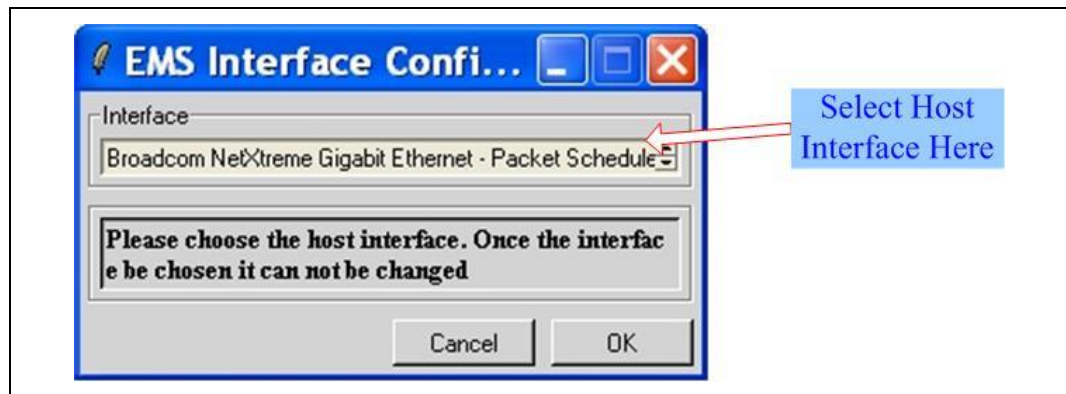 EMS Interface Confi...
Interface
Broadcom NetXtreme Gigabit Ethernet - Packet Schedule
Select Host
Interface Here
Please choose the host interface. Once the interfac
e be chosen it can not be changed
Cancel OK